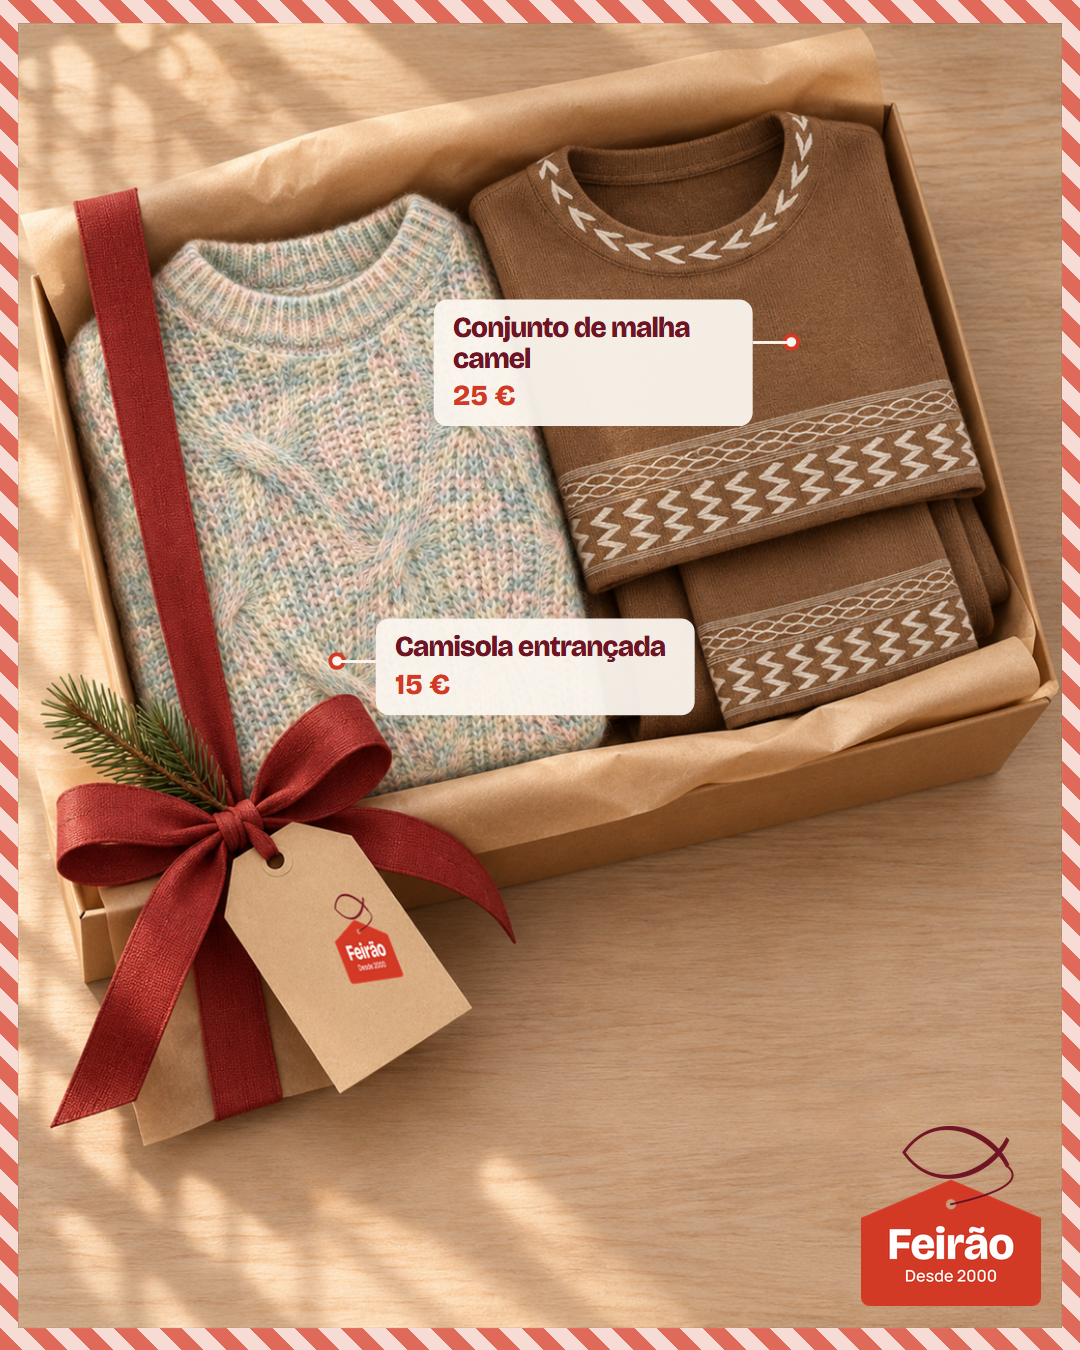 Conjunto de malha
camel
25 €
Camisola entrançada
15 €
Feirão
Desde 2000
Feirão
Desde 2000